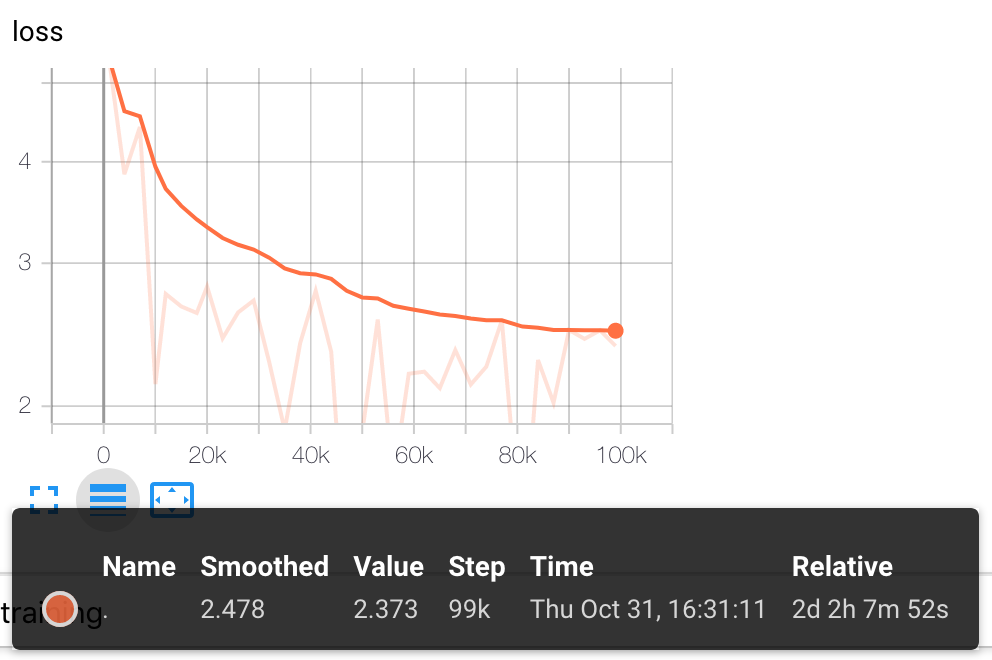 loss
4
3
2
0 20k 40k 60k 80k 100k
Name Smoothed Value Step Time Relative
training.
. 2.478 2.373 99k Thu Oct 31, 16:31:11 2d 2h 7m 52s